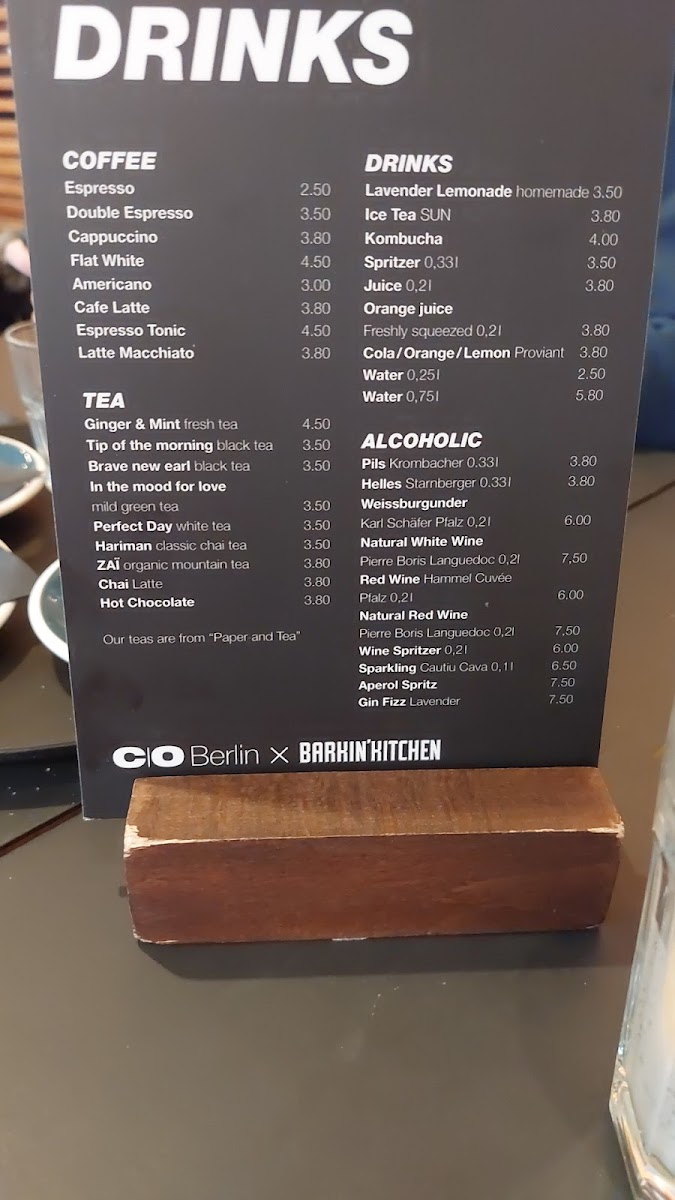 DRINKS
COFFEE
Espresso 2.50
Double Espresso 3.50
Cappuccino 3.80
Flat White 4.50
Americano 3.00
Cafe Latte 3.80
Espresso Tonic 4.50
Latte Macchiato 3.80
TEA
Ginger & Mint fresh tea 4.50
Tip of the morning black tea 3.50
Brave new earl black tea 3.50
In the mood for love
mild green tea 3.50
Perfect Day white tea 3.50
Hariman classic chai tea 3.50
ZAÏ organic mountain tea 3.80
Chai Latte 3.80
Hot Chocolate 3.80
Our teas are from "Paper and Tea"
DRINKS
Lavender Lemonade homemade 3.50
Ice Tea SUN 3.80
Kombucha 4.00
Spritzer 0,33l 3.50
Juice 0,2l 3.80
Orange juice
Freshly squeezed 0,2l 3.80
Cola/Orange/Lemon Proviant 3.80
Water 0,25l 2.50
Water 0,75l 5.80
ALCOHOLIC
Pils Krombacher 0.33l 3.80
Helles Starnberger 0.33l 3.80
Weissburgunder
Karl Schäfer Pfalz 0,2l 6.00
Natural White Wine
Pierre Boris Languedoc 0,2l 7,50
Red Wine Hammel Cuvée
Pfalz 0,2l 6.00
Natural Red Wine
Pierre Boris Languedoc 0,2l 7,50
Wine Spritzer 0,2l 6.00
Sparkling Cautiu Cava 0,1l 6.50
Aperol Spritz 7.50
Gin Fizz Lavender 7.50
C|O Berlin × BARKIN'KITCHEN